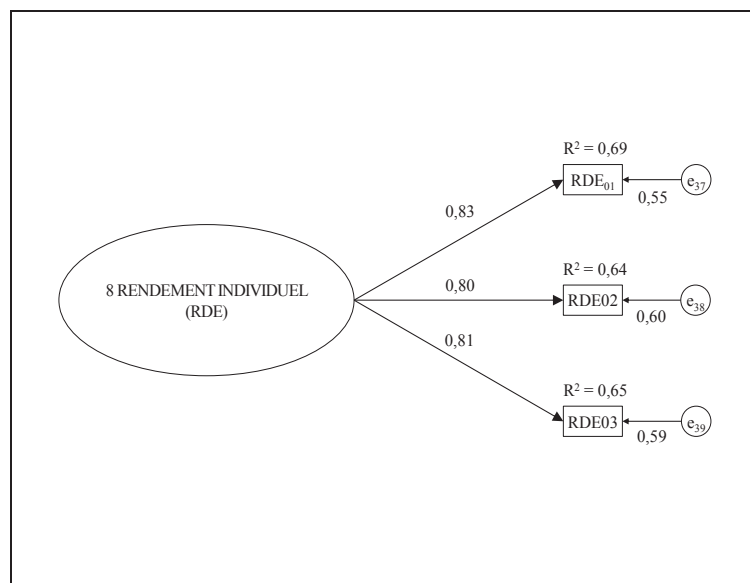 R² = 0,69
RDE₀₁
e₃₇
0,83
0,55
8 RENDEMENT INDIVIDUEL
(RDE)
R² = 0,64
0,80
RDE02
e₃₈
0,60
0,81
R² = 0,65
RDE03
e₃₉
0,59